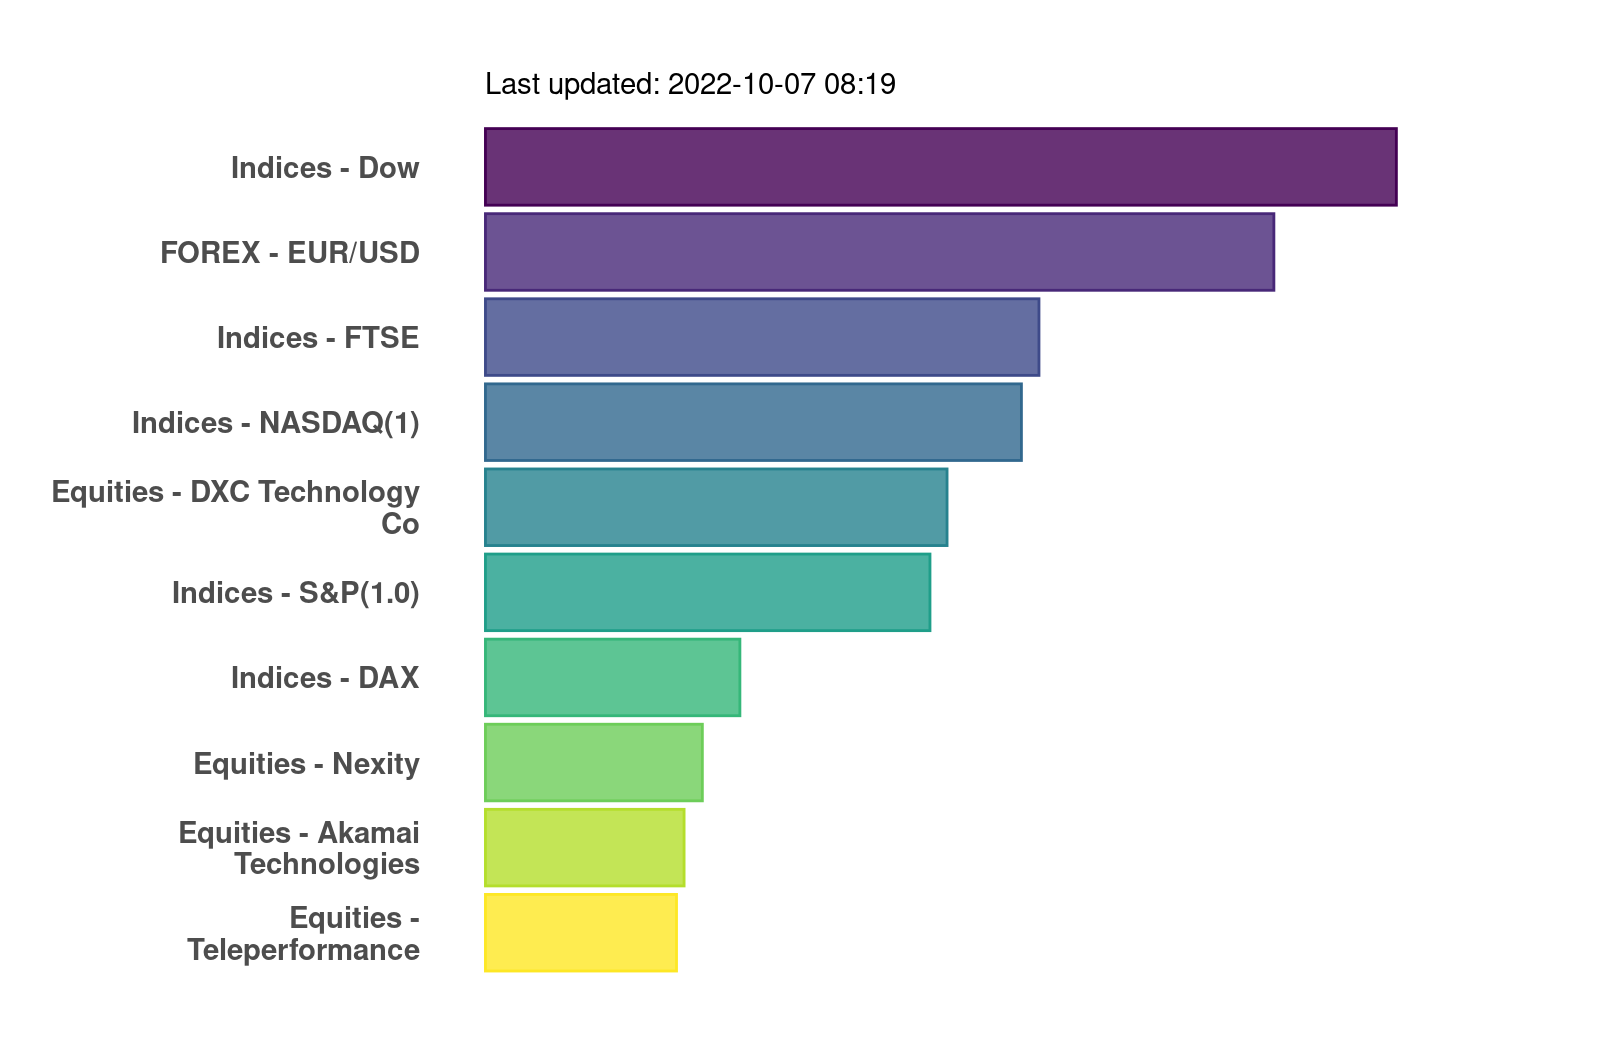 Last updated: 2022-10-07 08:19
Indices - Dow
FOREX - EUR/USD
Indices - FTSE
Indices - NASDAQ(1)
Equities - DXC Technology
Co
Indices - S&P(1.0)
Indices - DAX
Equities - Nexity
Equities - Akamai
Technologies
Equities -
Teleperformance